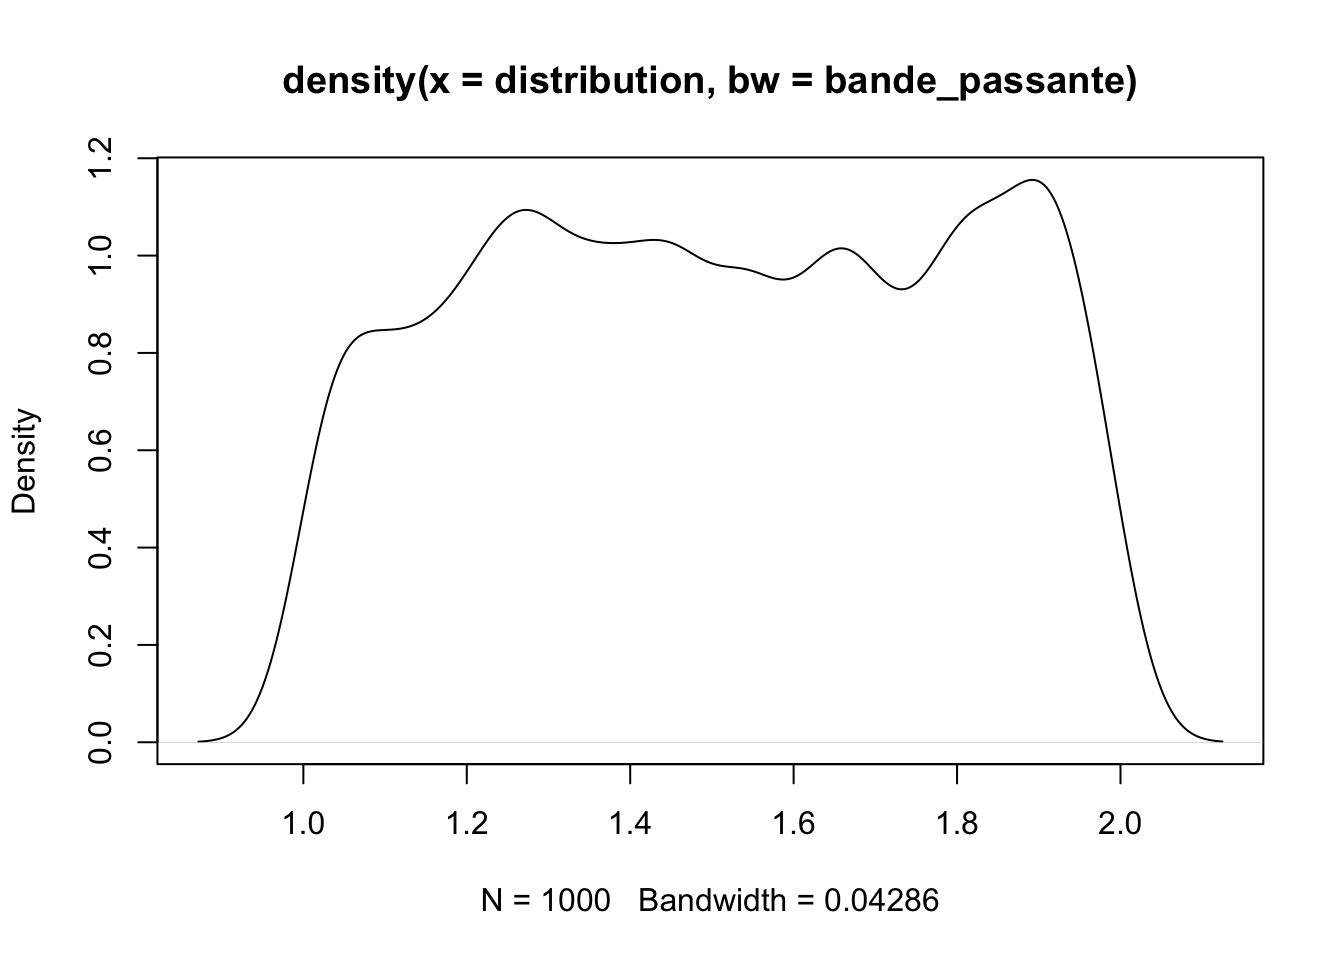 density(x = distribution, bw = bande_passante)
Density
0.0 0.2 0.4 0.6 0.8 1.0 1.2
1.0 1.2 1.4 1.6 1.8 2.0
N = 1000 Bandwidth = 0.04286